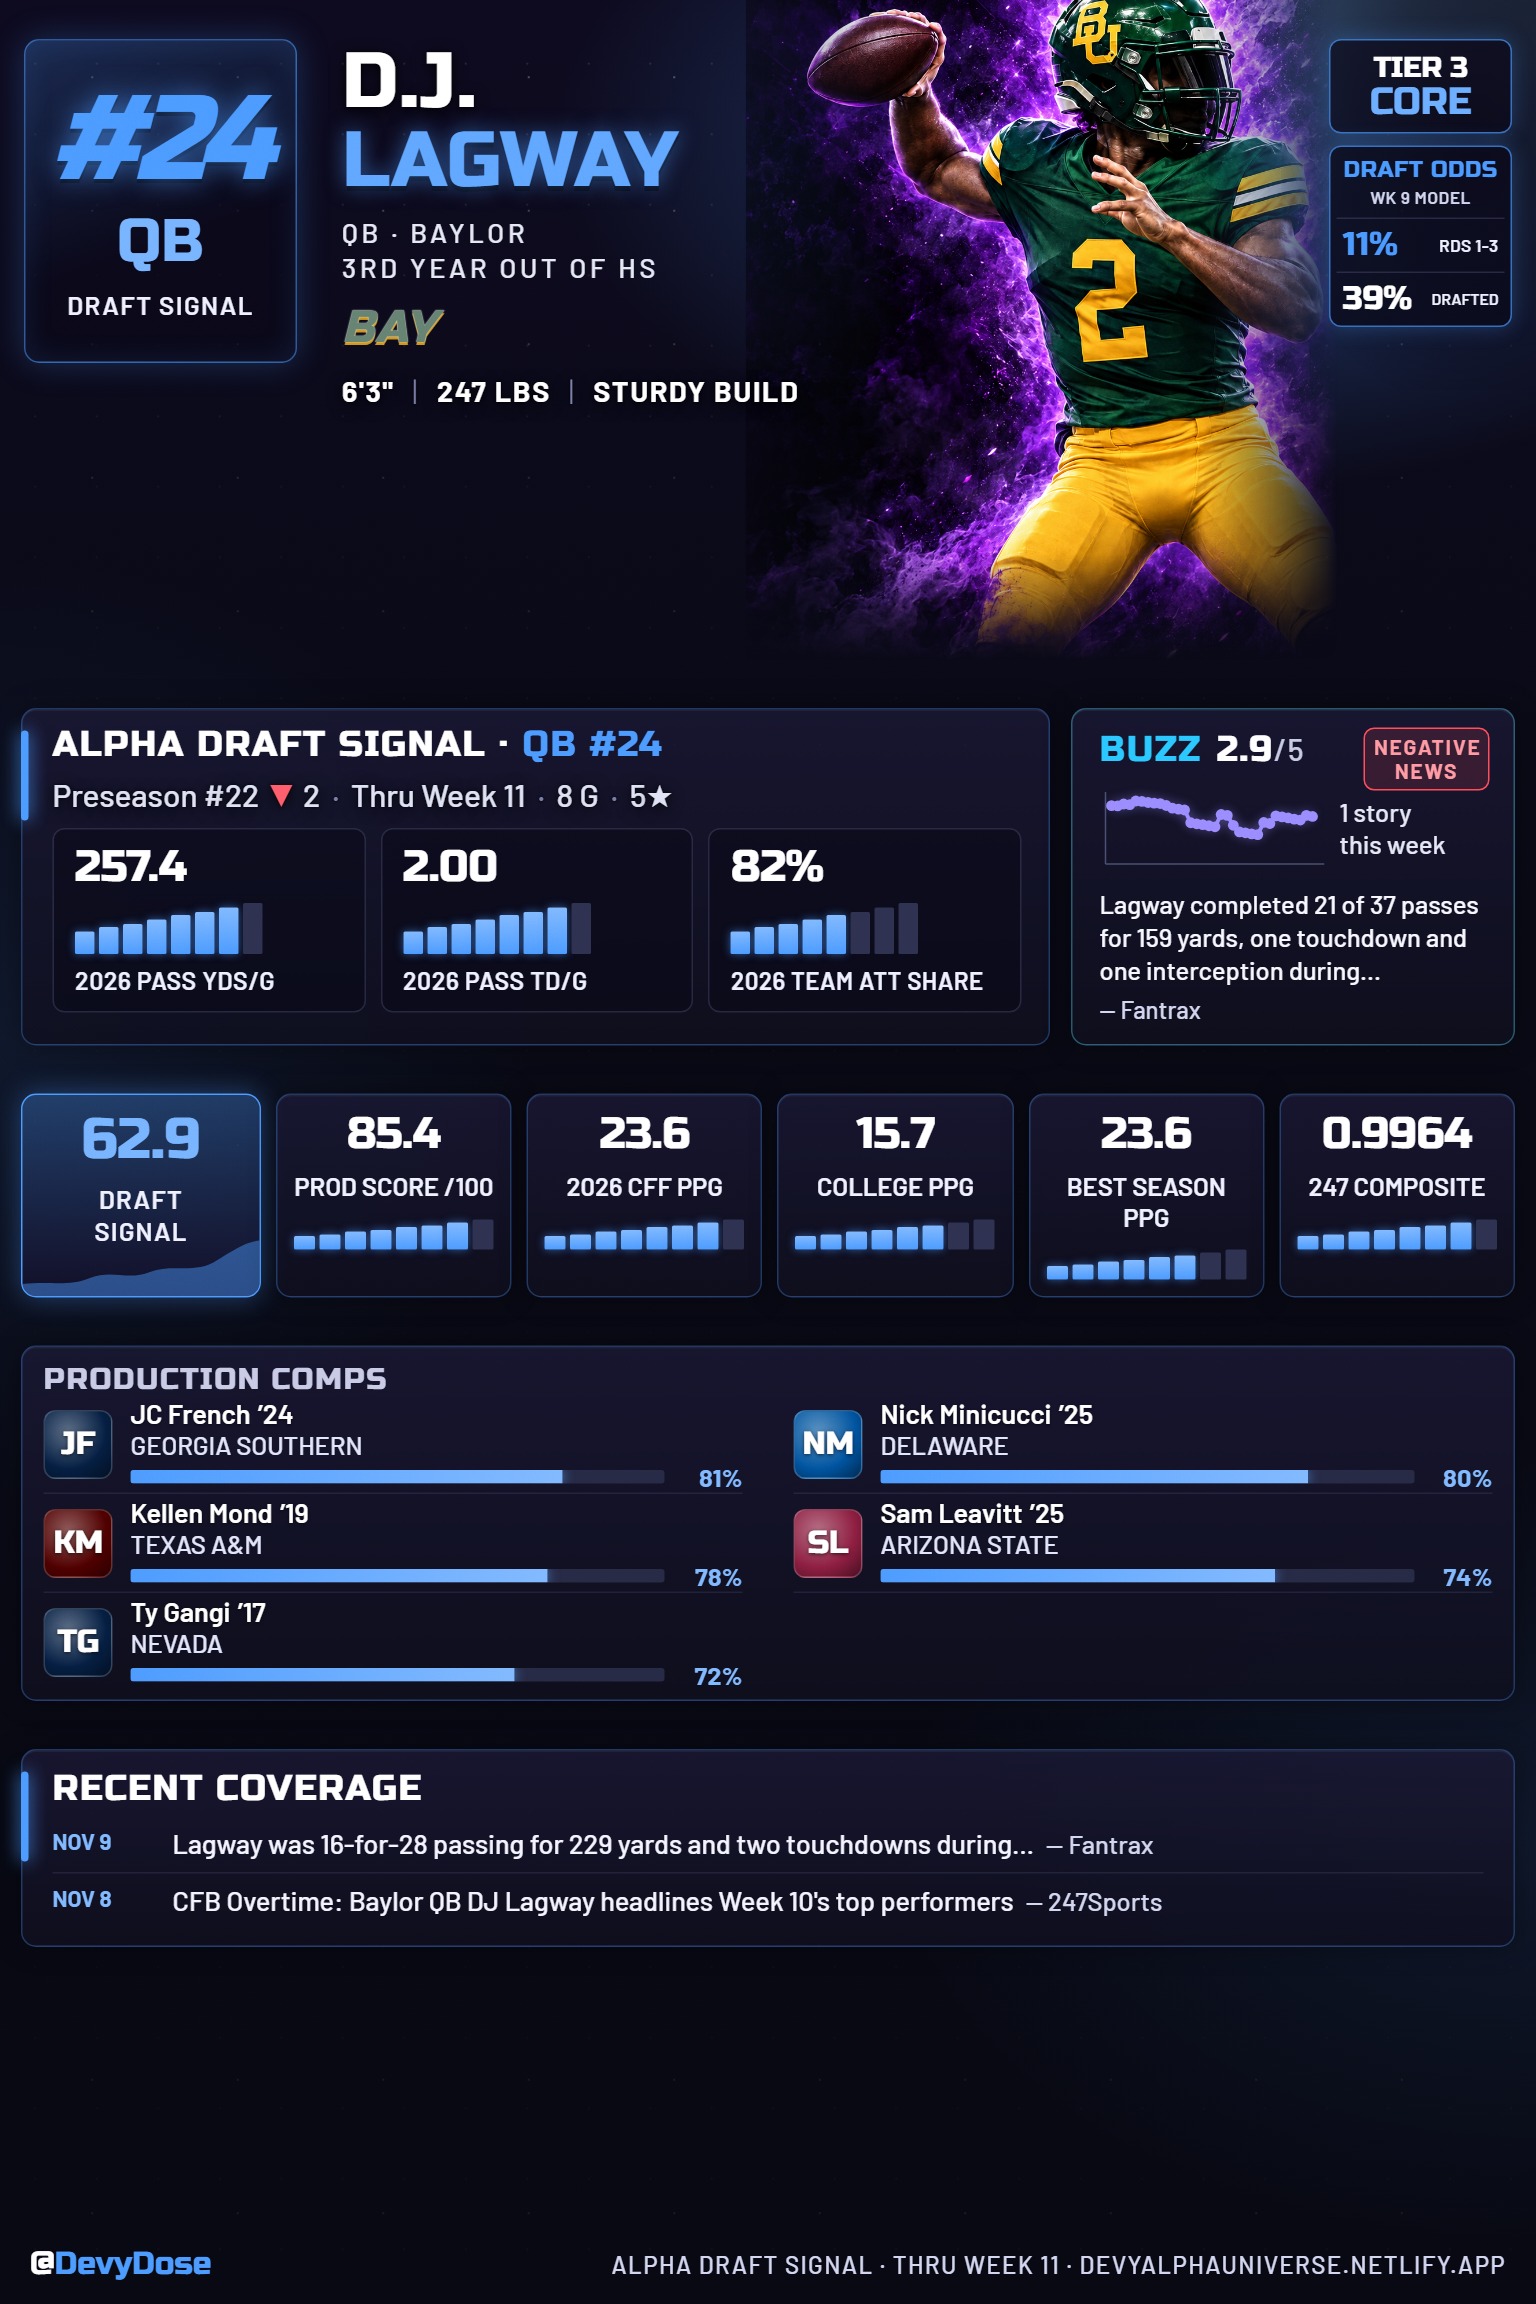 #24
QB
DRAFT SIGNAL
D.J.
LAGWAY
QB · BAYLOR
3RD YEAR OUT OF HS
BAY
6'3" | 247 LBS | STURDY BUILD
BU
2
TIER 3
CORE
DRAFT ODDS
WK 9 MODEL
11% RDS 1-3
39% DRAFTED
ALPHA DRAFT SIGNAL · QB #24
Preseason #22 ▼ 2 · Thru Week 11 · 8 G · 5★
257.4
2026 PASS YDS/G
2.00
2026 PASS TD/G
82%
2026 TEAM ATT SHARE
BUZZ 2.9/5
NEGATIVE
NEWS
1 story
this week
Lagway completed 21 of 37 passes
for 159 yards, one touchdown and
one interception during...
— Fantrax
62.9
DRAFT
SIGNAL
85.4
PROD SCORE /100
23.6
2026 CFF PPG
15.7
COLLEGE PPG
23.6
BEST SEASON
PPG
0.9964
247 COMPOSITE
PRODUCTION COMPS
JF
JC French ’24
GEORGIA SOUTHERN
81%
NM
Nick Minicucci ’25
DELAWARE
80%
KM
Kellen Mond ’19
TEXAS A&M
78%
SL
Sam Leavitt ’25
ARIZONA STATE
74%
TG
Ty Gangi ’17
NEVADA
72%
RECENT COVERAGE
NOV 9 Lagway was 16-for-28 passing for 229 yards and two touchdowns during... — Fantrax
NOV 8 CFB Overtime: Baylor QB DJ Lagway headlines Week 10's top performers — 247Sports
@DevyDose
ALPHA DRAFT SIGNAL · THRU WEEK 11 · DEVYALPHAUNIVERSE.NETLIFY.APP